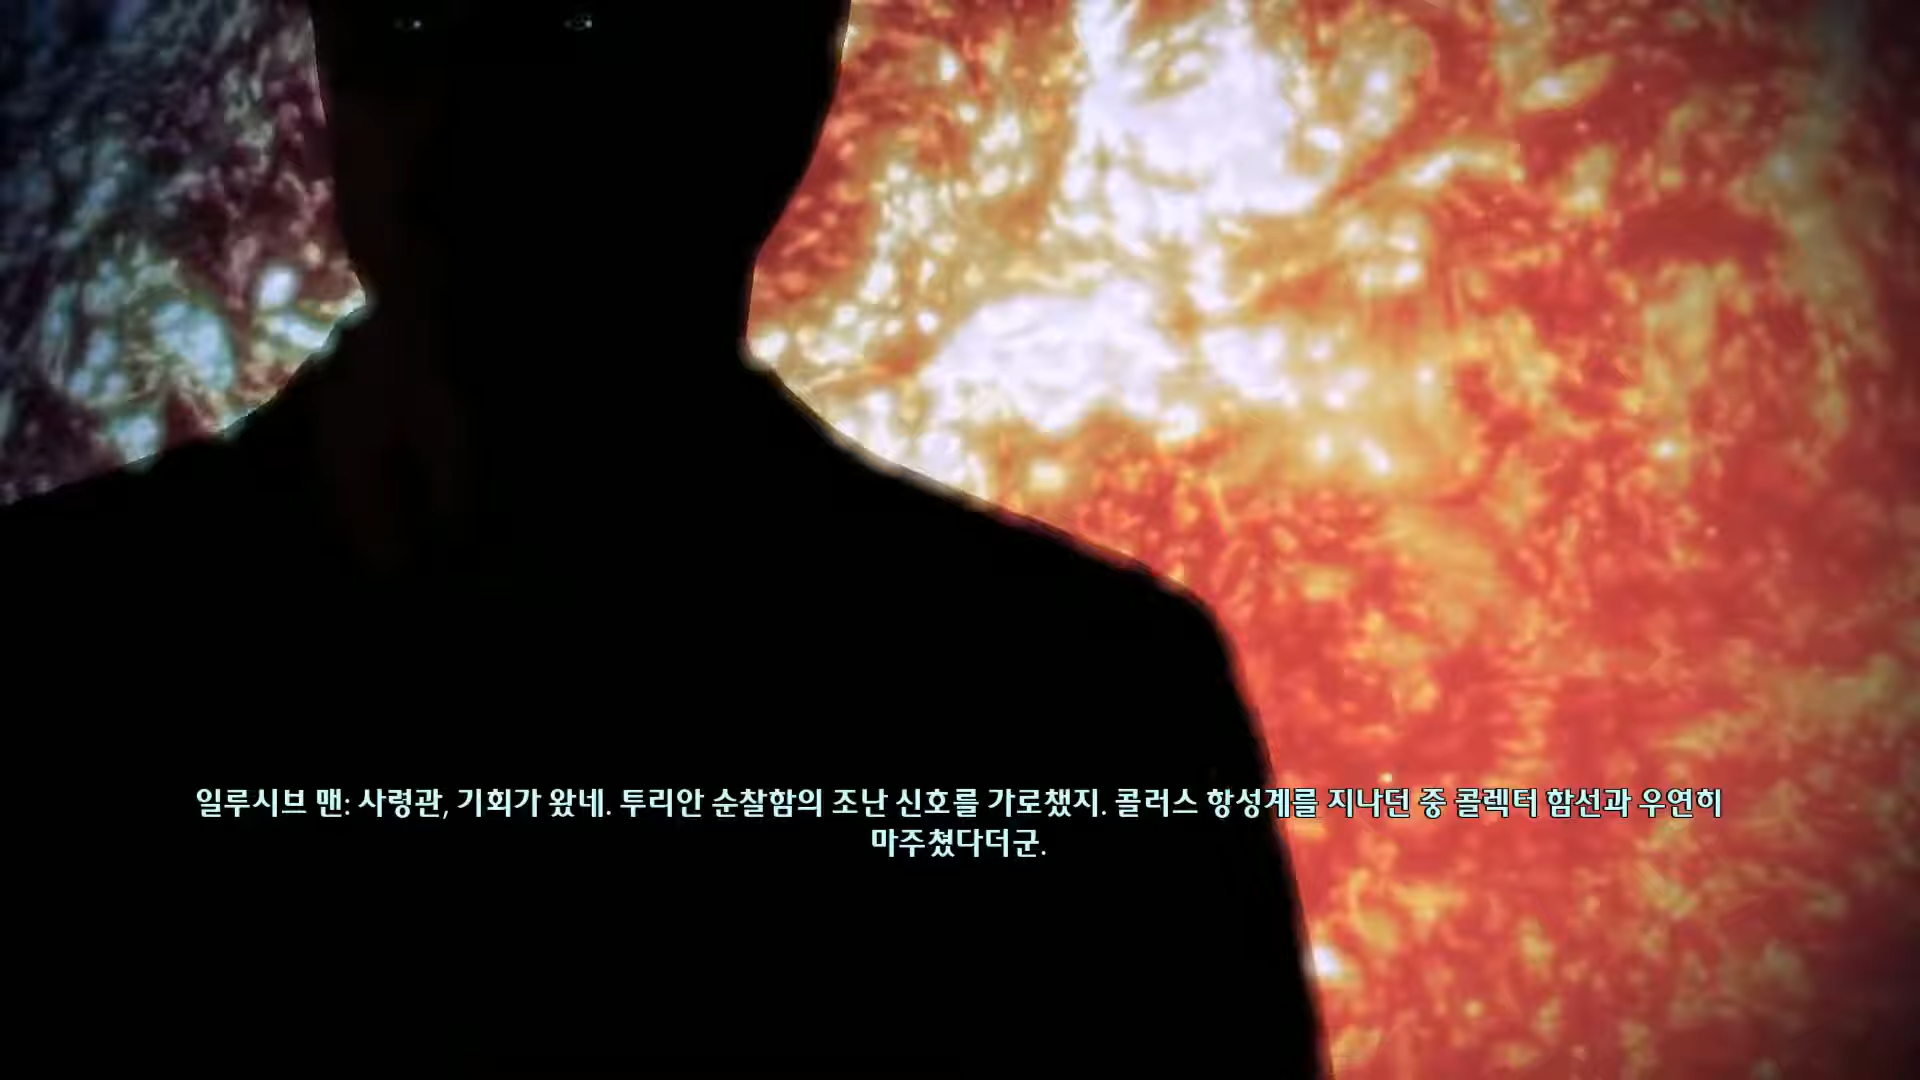 일루시브 맨: 사령관, 기회가 왔네. 투리안 순찰함의 조난 신호를 가로챘지. 콜러스 항성계를 지나던 중 콜렉터 함선과 우연히
마주쳤다더군.